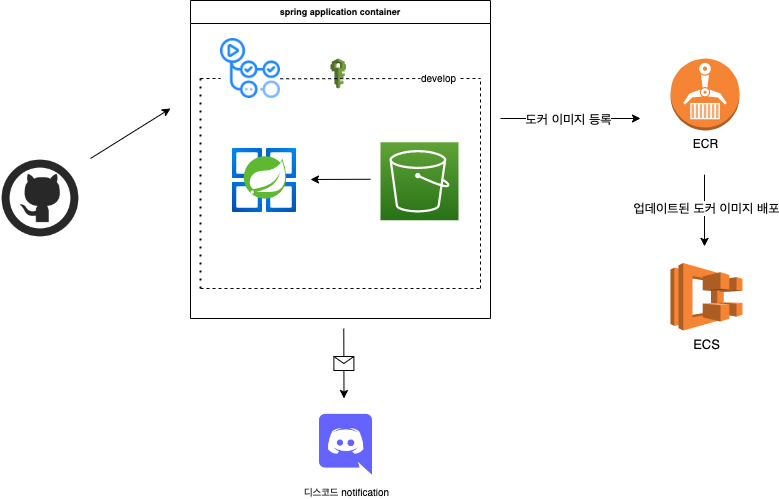 spring application container
develop
도커 이미지 등록
ECR
업데이트된 도커 이미지 배포
ECS
디스코드 notification